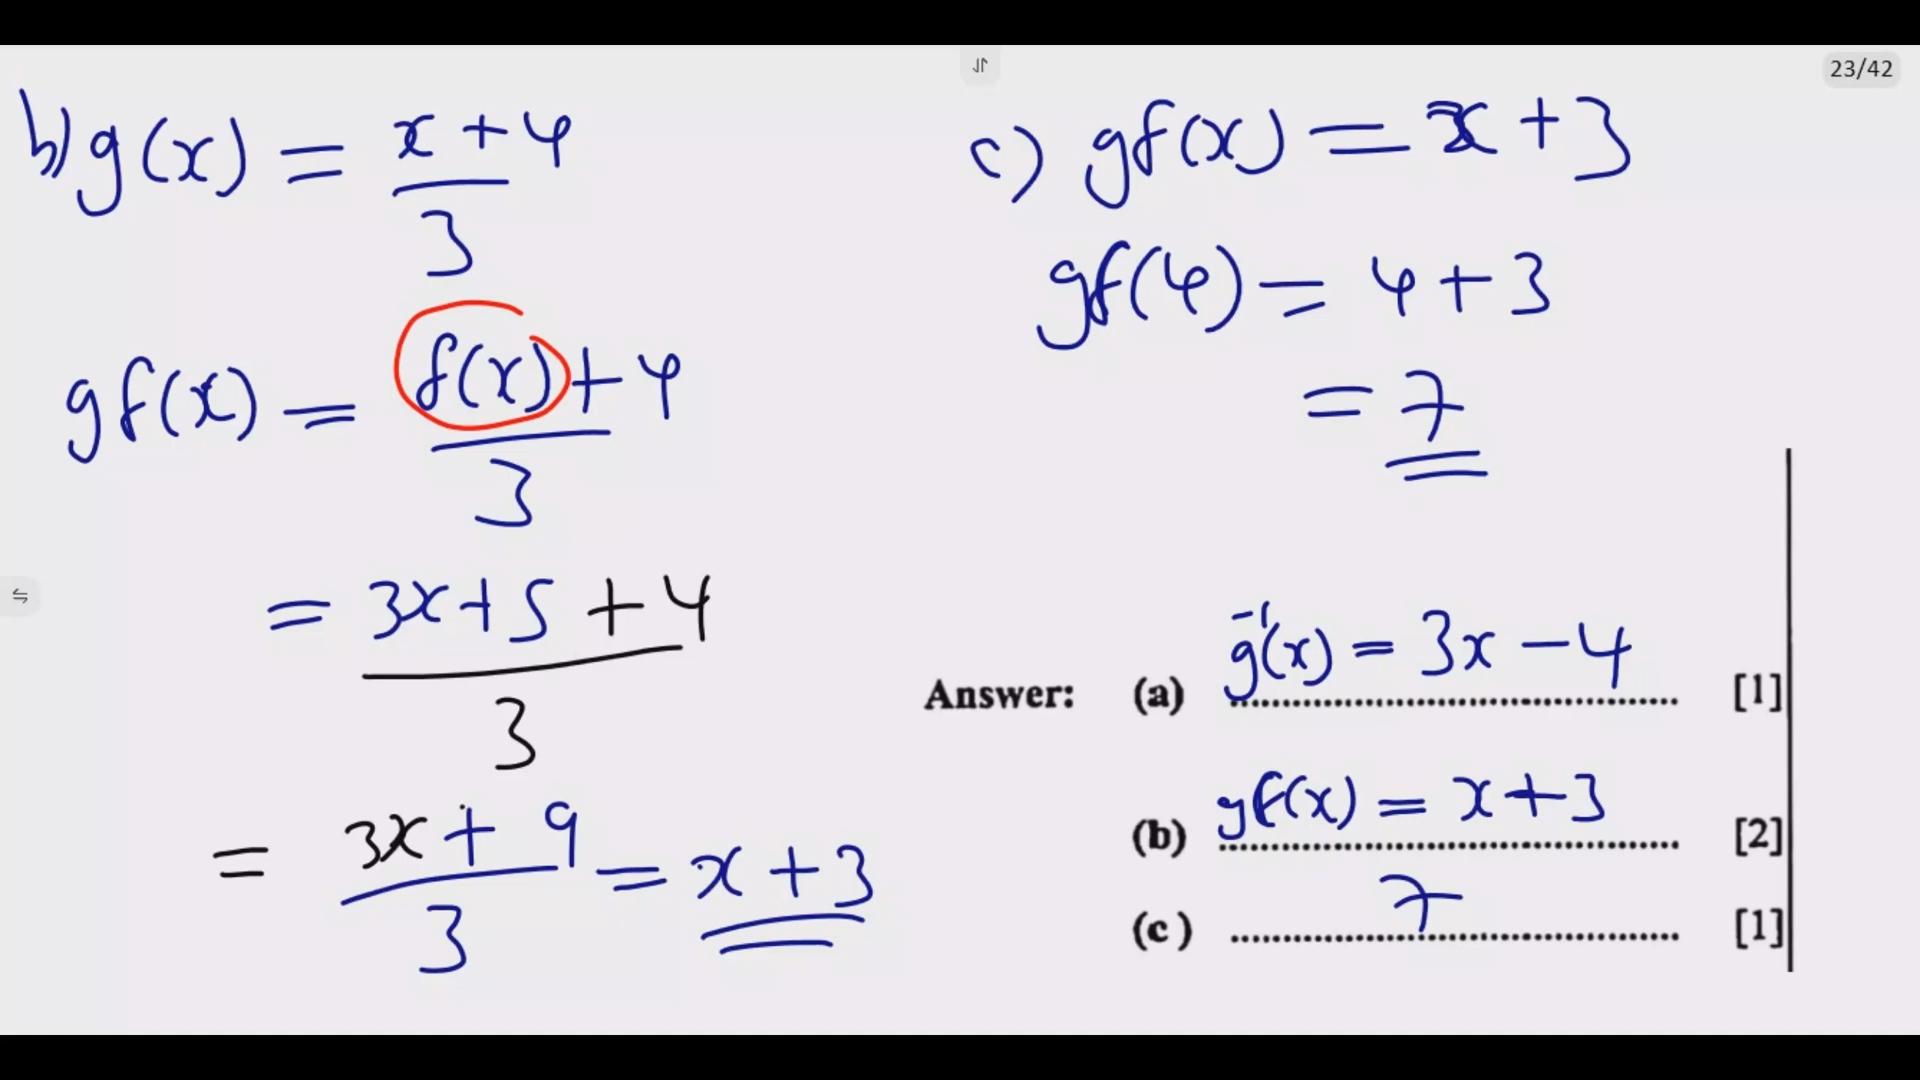 23/42
b) g(x) = x + 4
3
gf(x) = f(x) + 4
3
= 3x + 5 + 4
3
= 3x + 9 = x + 3
3
c) gf(x) = x + 3
gf(4) = 4 + 3
= 7
Answer: (a) g⁻¹(x) = 3x − 4 [1]
(b) gf(x) = x + 3 [2]
(c) 7 [1]